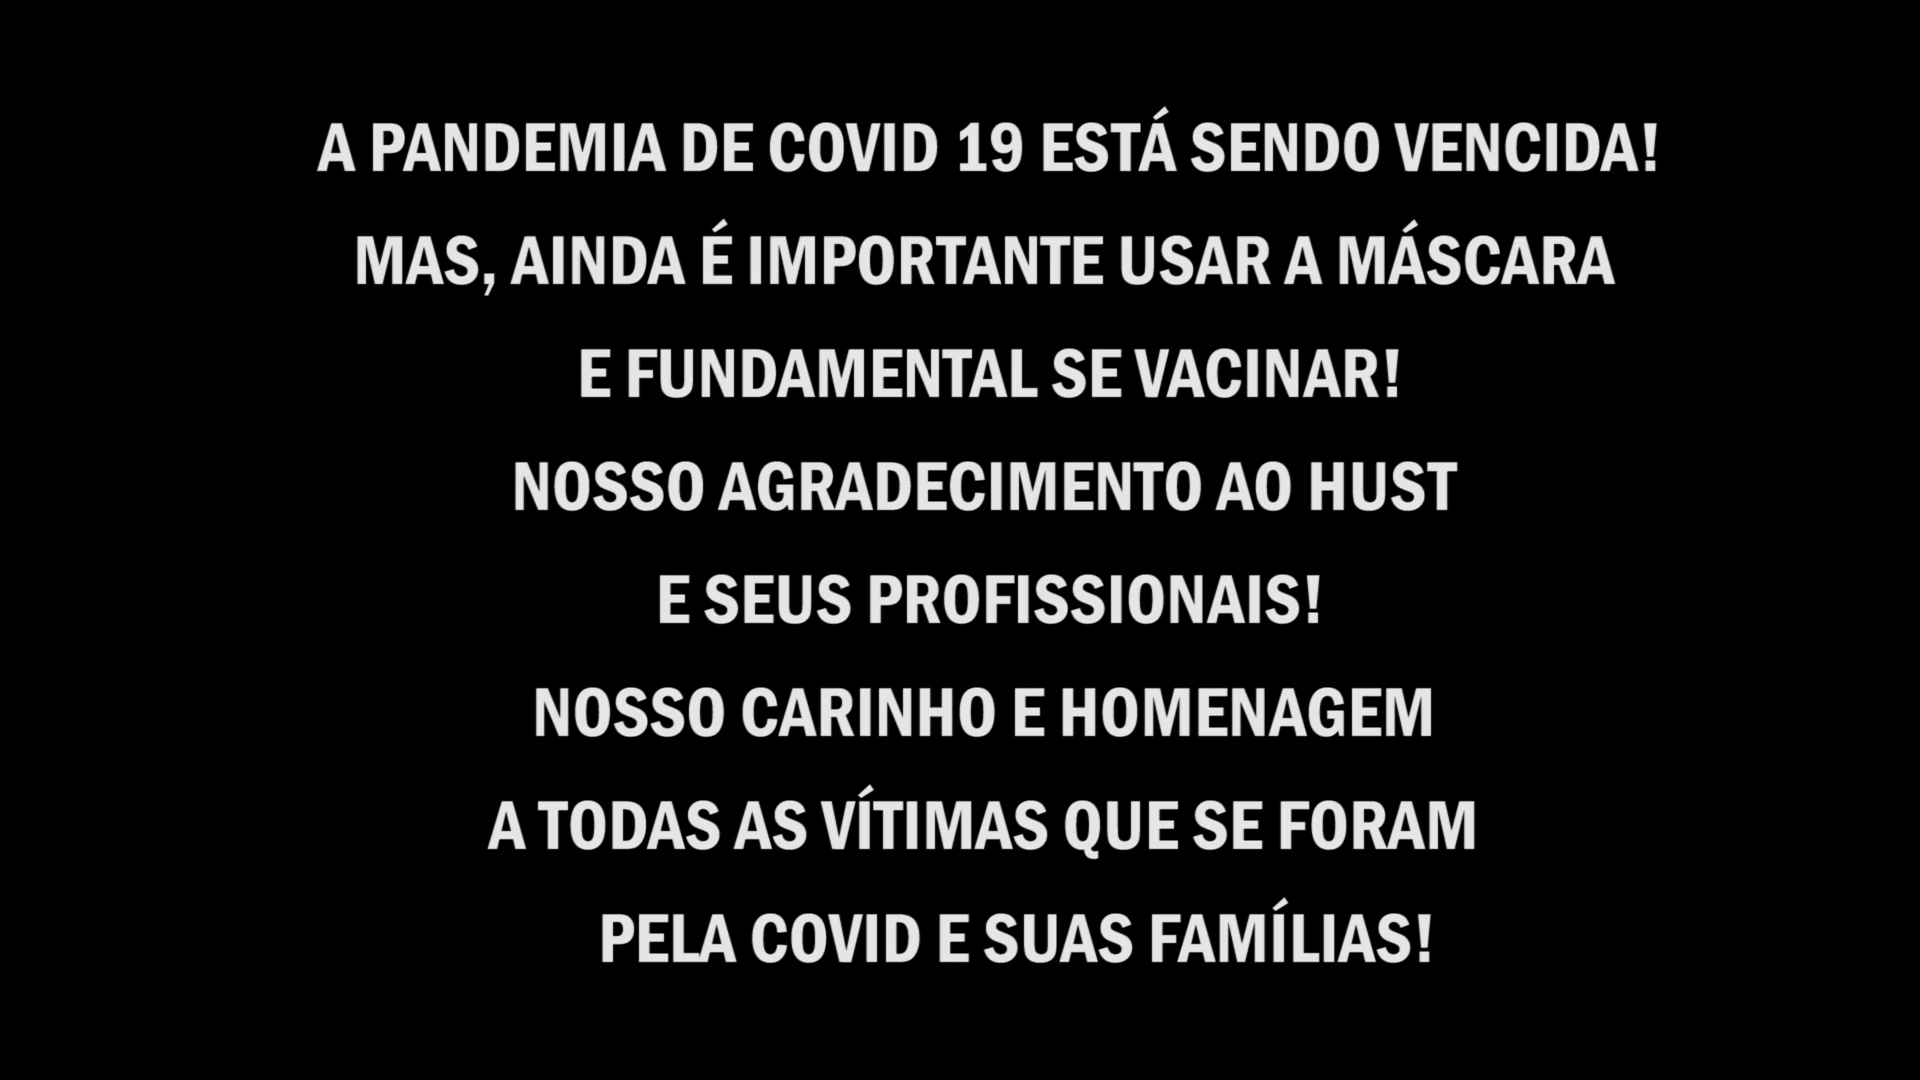 A PANDEMIA DE COVID 19 ESTÁ SENDO VENCIDA!
MAS, AINDA É IMPORTANTE USAR A MÁSCARA
E FUNDAMENTAL SE VACINAR!
NOSSO AGRADECIMENTO AO HUST
E SEUS PROFISSIONAIS!
NOSSO CARINHO E HOMENAGEM
A TODAS AS VÍTIMAS QUE SE FORAM
PELA COVID E SUAS FAMÍLIAS!